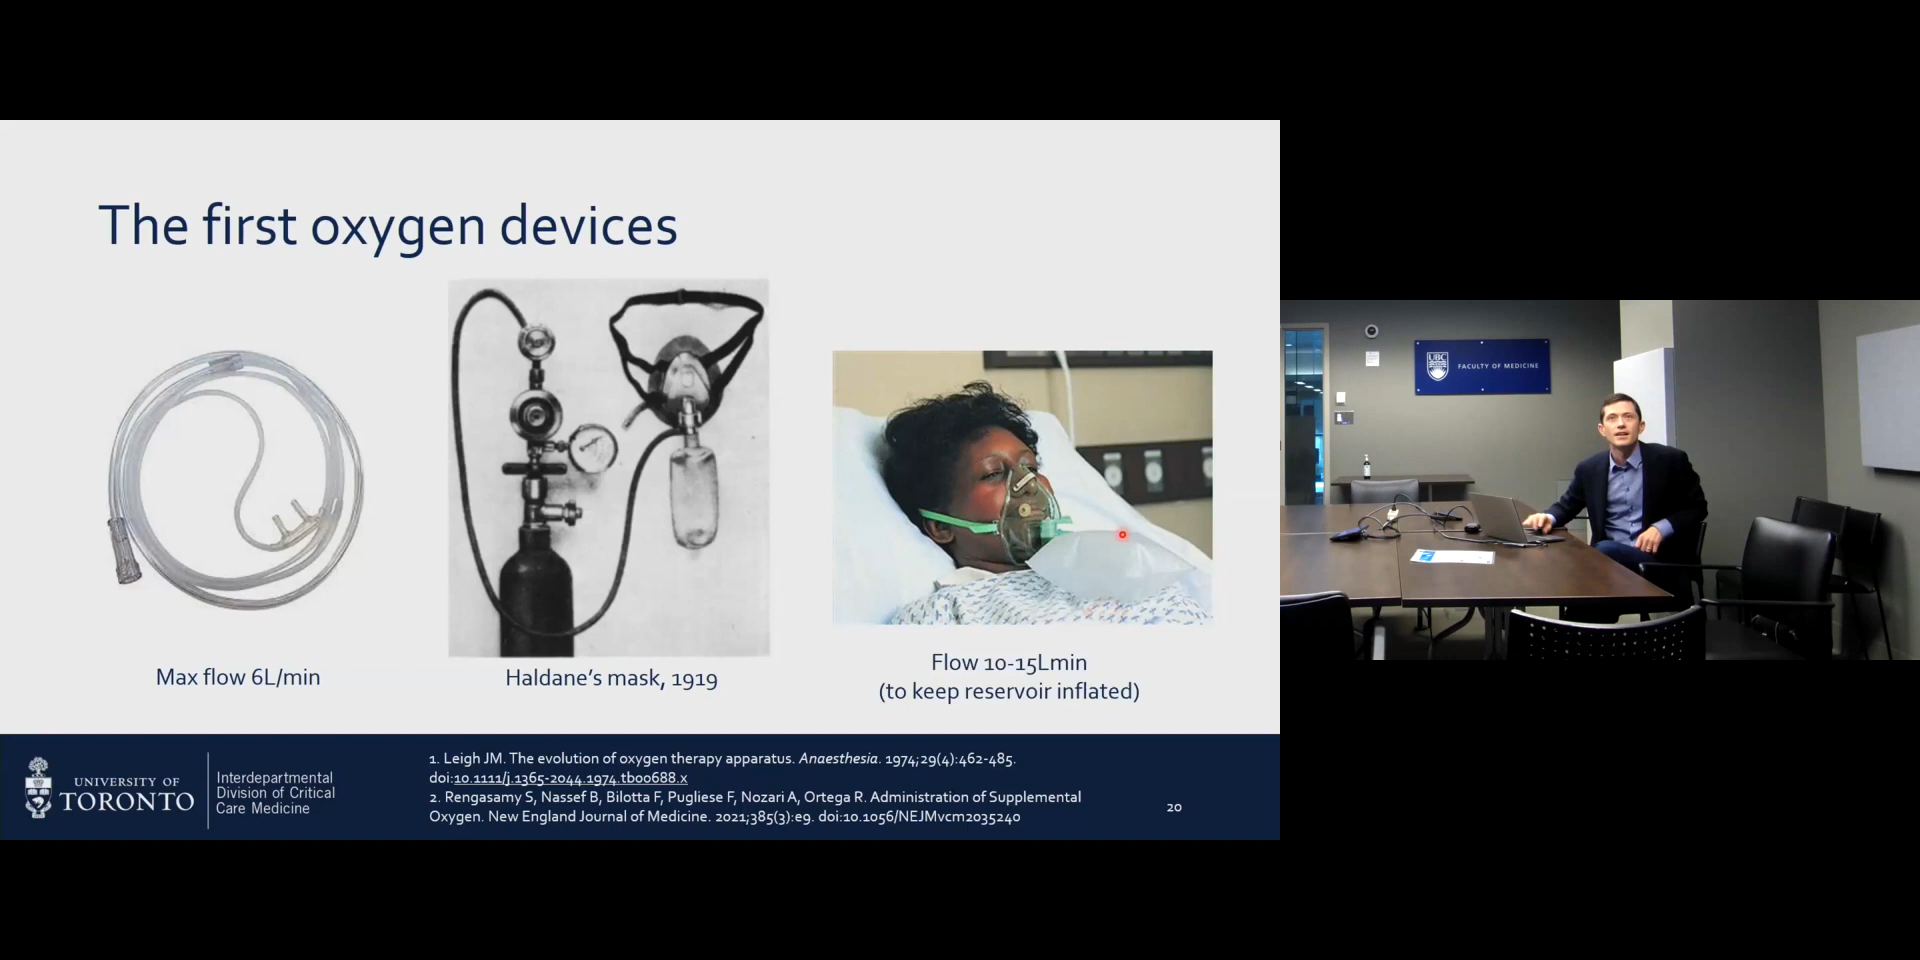 The first oxygen devices
Max flow 6L/min
Haldane's mask, 1919
Flow 10-15Lmin
(to keep reservoir inflated)
UNIVERSITY OF
TORONTO
Interdepartmental
Division of Critical
Care Medicine
1. Leigh JM. The evolution of oxygen therapy apparatus. Anaesthesia. 1974;29(4):462-485.
doi:10.1111/j.1365-2044.1974.tb00688.x
2. Rengasamy S, Nassef B, Bilotta F, Pugliese F, Nozari A, Ortega R. Administration of Supplemental
Oxygen. New England Journal of Medicine. 2021;385(3):e9. doi:10.1056/NEJMvcm2035240
20
UBC
FACULTY OF MEDICINE